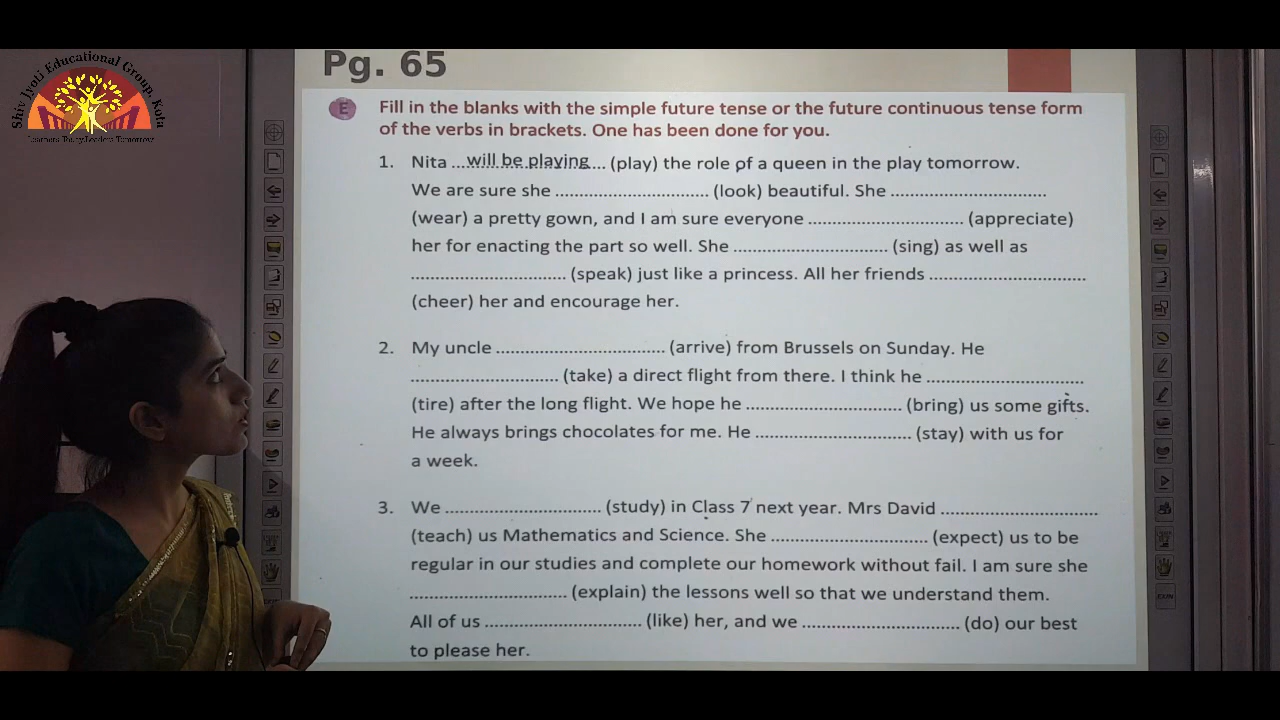 Shiv Jyoti Educational Group, Kota
Learners Today, Leaders Tomorrow
Pg. 65
E Fill in the blanks with the simple future tense or the future continuous tense form
of the verbs in brackets. One has been done for you.
1. Nita ...will be playing... (play) the role of a queen in the play tomorrow.
We are sure she .................................. (look) beautiful. She ..................................
(wear) a pretty gown, and I am sure everyone .................................. (appreciate)
her for enacting the part so well. She .................................. (sing) as well as
.................................. (speak) just like a princess. All her friends ..................................
(cheer) her and encourage her.
2. My uncle .................................. (arrive) from Brussels on Sunday. He
.................................. (take) a direct flight from there. I think he ..................................
(tire) after the long flight. We hope he .................................. (bring) us some gifts.
He always brings chocolates for me. He .................................. (stay) with us for
a week.
3. We .................................. (study) in Class 7 next year. Mrs David ..................................
(teach) us Mathematics and Science. She .................................. (expect) us to be
regular in our studies and complete our homework without fail. I am sure she
.................................. (explain) the lessons well so that we understand them.
All of us .................................. (like) her, and we .................................. (do) our best
to please her.